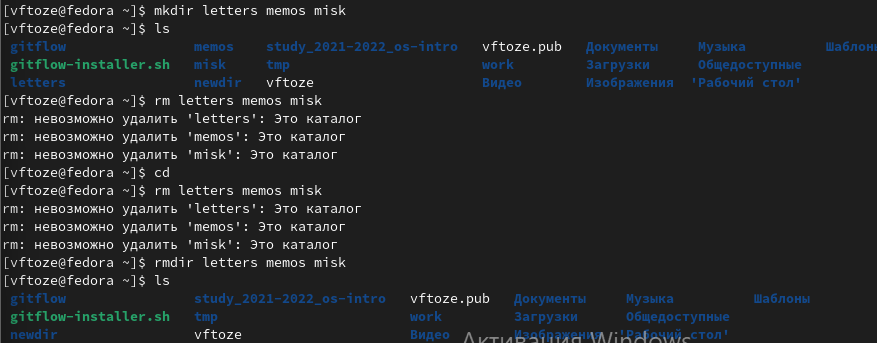 [vftoze@fedora ~]$ mkdir letters memos misk
[vftoze@fedora ~]$ ls
gitflow memos study_2021-2022_os-intro vftoze.pub Документы Музыка Шаблоны
gitflow-installer.sh misk tmp work Загрузки Общедоступные
letters newdir vftoze Видео Изображения 'Рабочий стол'
[vftoze@fedora ~]$ rm letters memos misk
rm: невозможно удалить 'letters': Это каталог
rm: невозможно удалить 'memos': Это каталог
rm: невозможно удалить 'misk': Это каталог
[vftoze@fedora ~]$ cd
[vftoze@fedora ~]$ rm letters memos misk
rm: невозможно удалить 'letters': Это каталог
rm: невозможно удалить 'memos': Это каталог
rm: невозможно удалить 'misk': Это каталог
[vftoze@fedora ~]$ rmdir letters memos misk
[vftoze@fedora ~]$ ls
gitflow study_2021-2022_os-intro vftoze.pub Документы Музыка Шаблоны
gitflow-installer.sh tmp work Загрузки Общедоступные
newdir vftoze Видео Изображения 'Рабочий стол'
Активация Windows